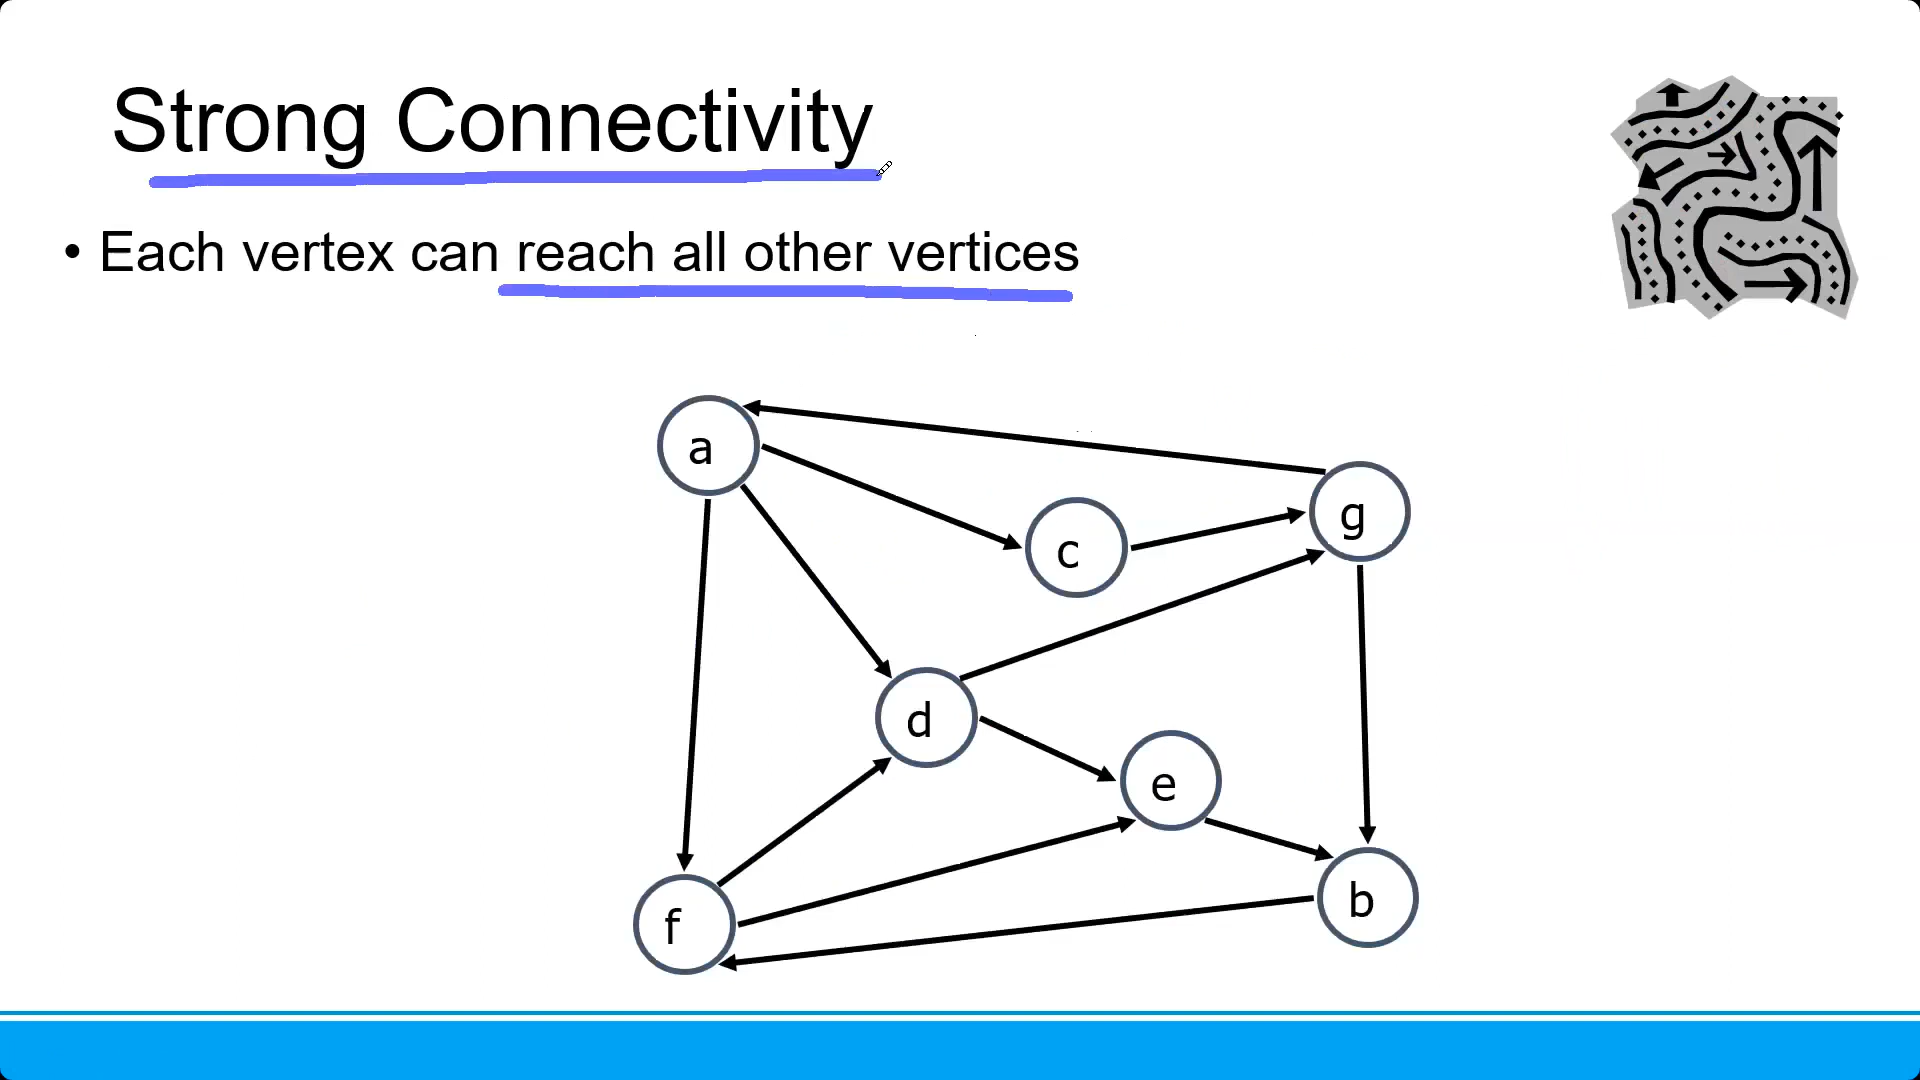 Strong Connectivity
• Each vertex can reach all other vertices
a
g
c
d
e
b
f